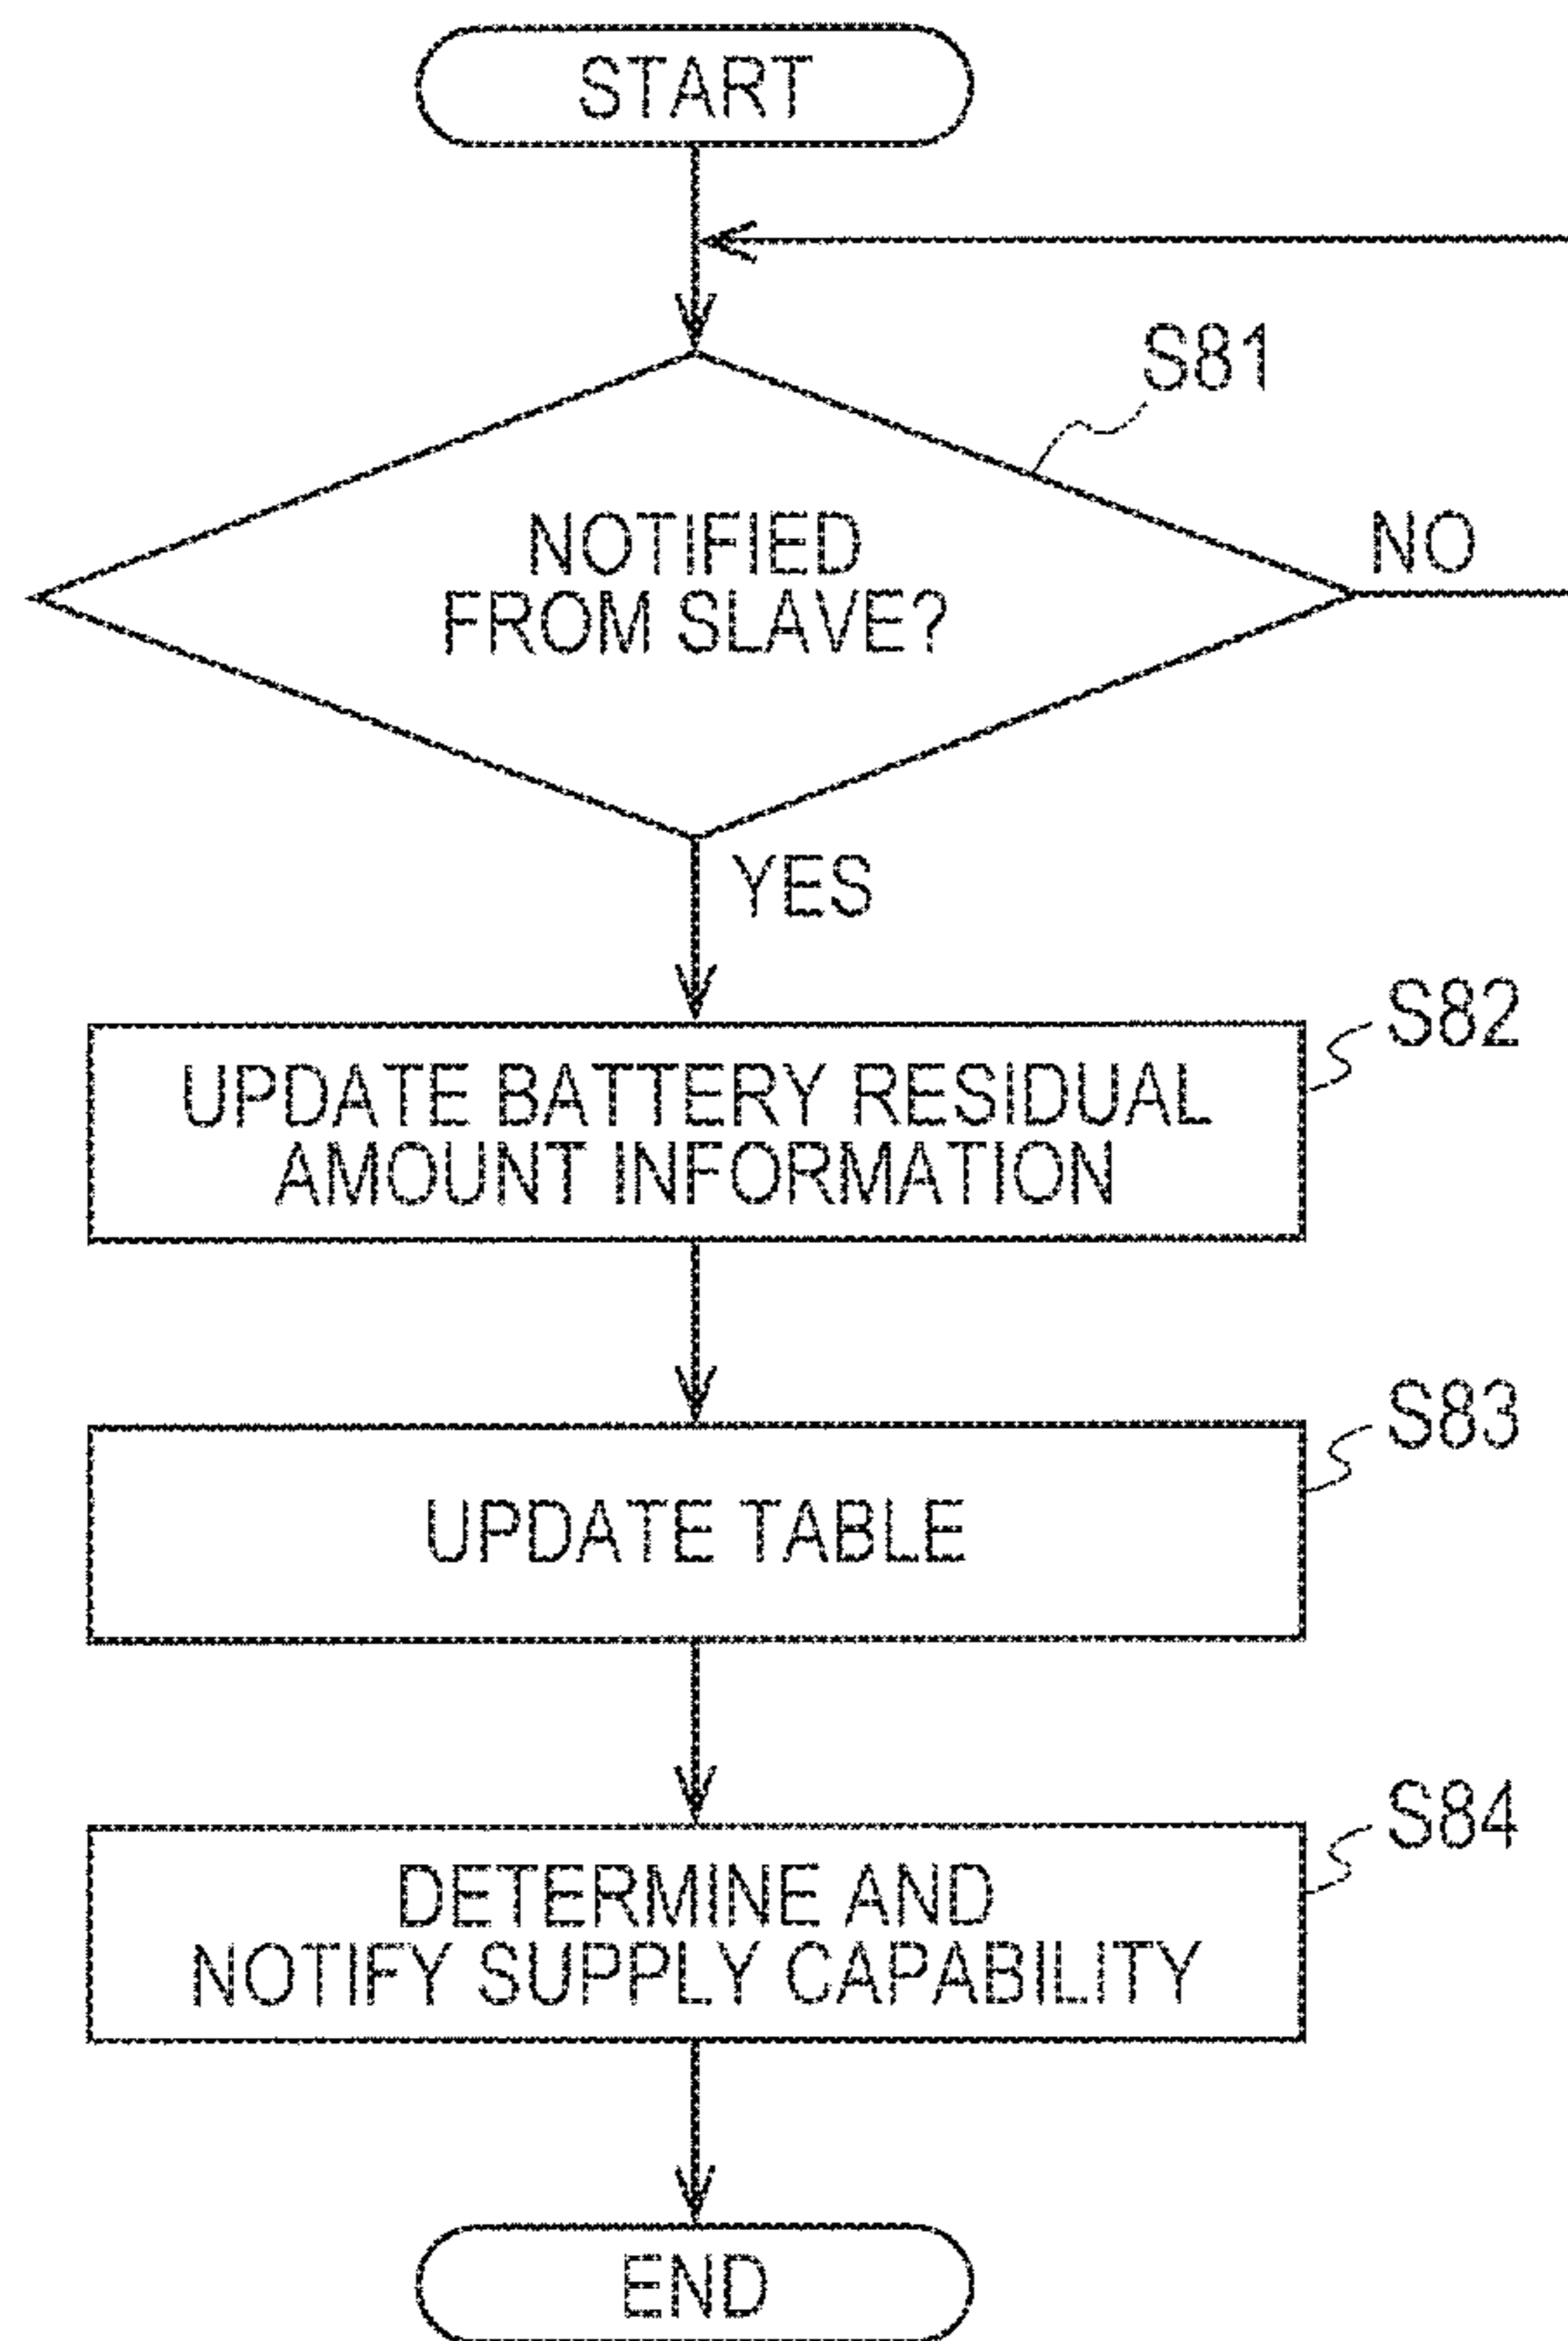 START
S81
NOTIFIED
FROM SLAVE?
NO
YES
S82
UPDATE BATTERY RESIDUAL
AMOUNT INFORMATION
S83
UPDATE TABLE
S84
DETERMINE AND
NOTIFY SUPPLY CAPABILITY
END